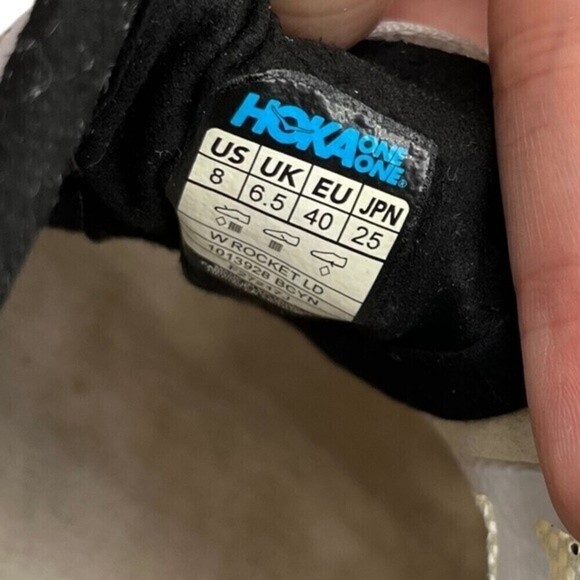 HOKA ONE ONE®
US UK EU JPN
8 6.5 40 25
W ROCKET LD
1013928 BCYN